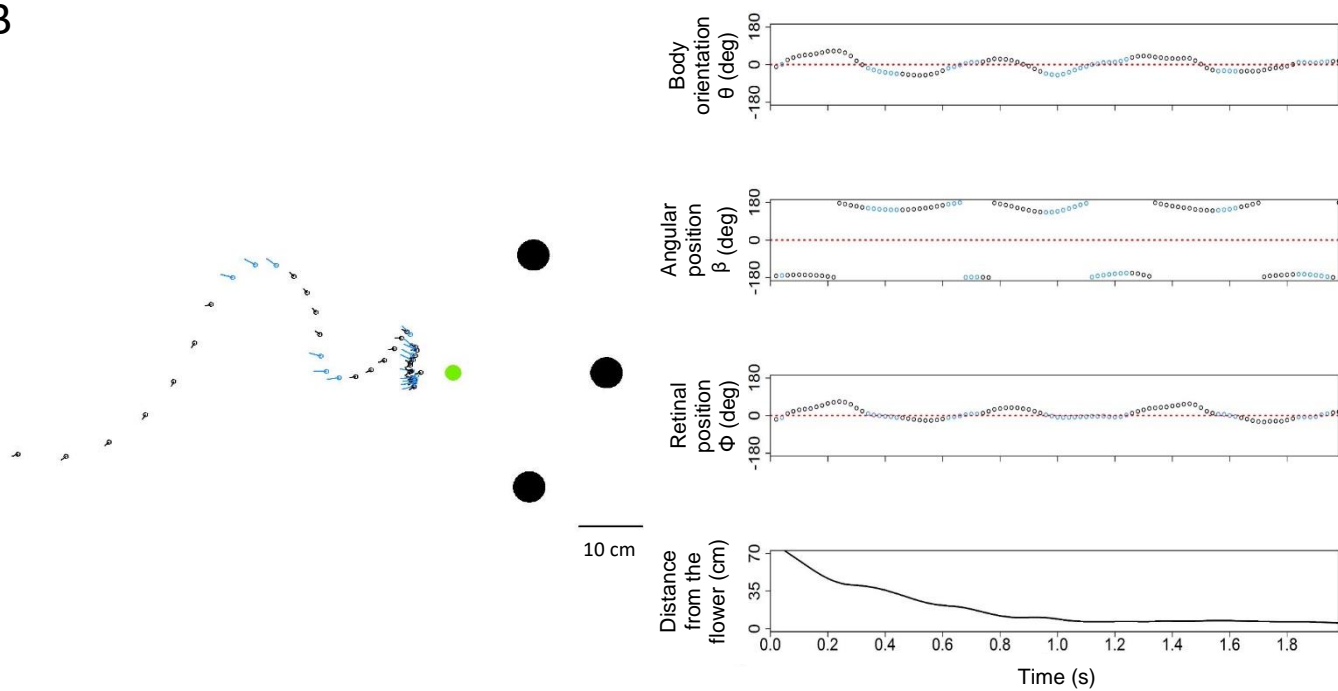 B
10 cm
Body
orientation
θ (deg)
180
0
-180
Angular
position
β (deg)
180
0
-180
Retinal
position
Φ (deg)
180
0
-180
Distance
from the
flower (cm)
70
35
0
0.0 0.2 0.4 0.6 0.8 1.0 1.2 1.4 1.6 1.8
Time (s)